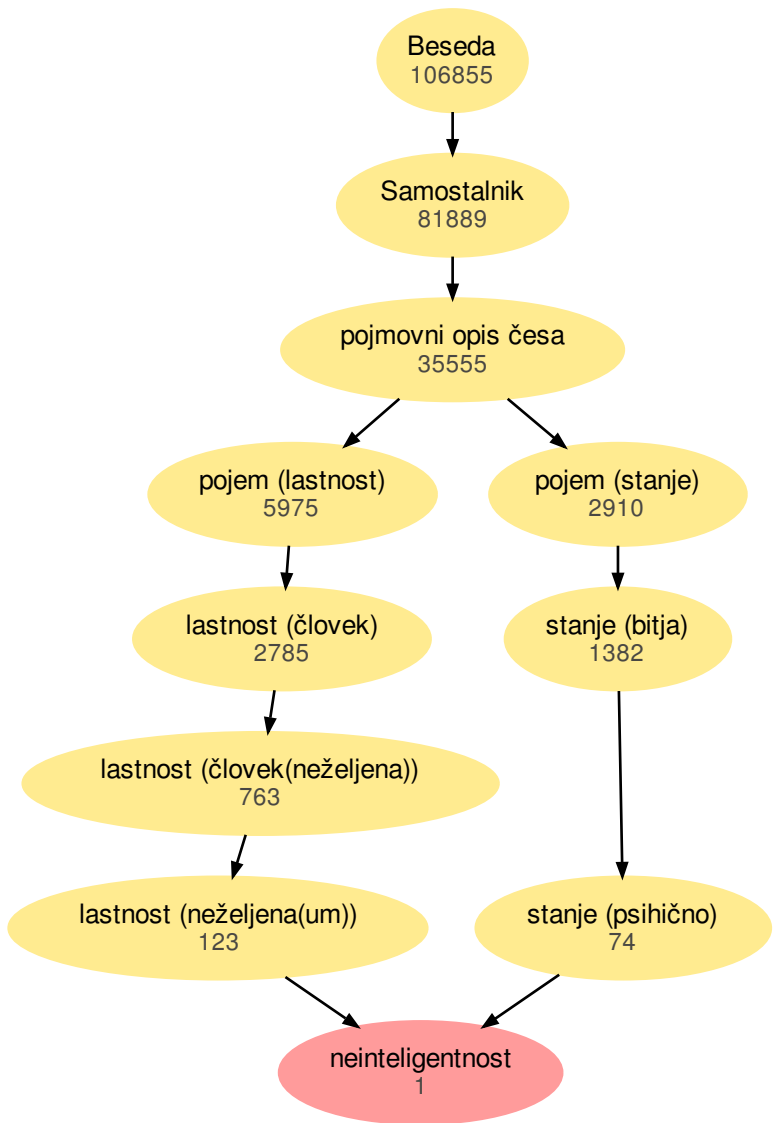 Beseda
106855
Samostalnik
81889
pojmovni opis česa
35555
pojem (lastnost)
5975
pojem (stanje)
2910
lastnost (človek)
2785
stanje (bitja)
1382
lastnost (človek(neželjena))
763
lastnost (neželjena(um))
123
stanje (psihično)
74
neinteligentnost
1